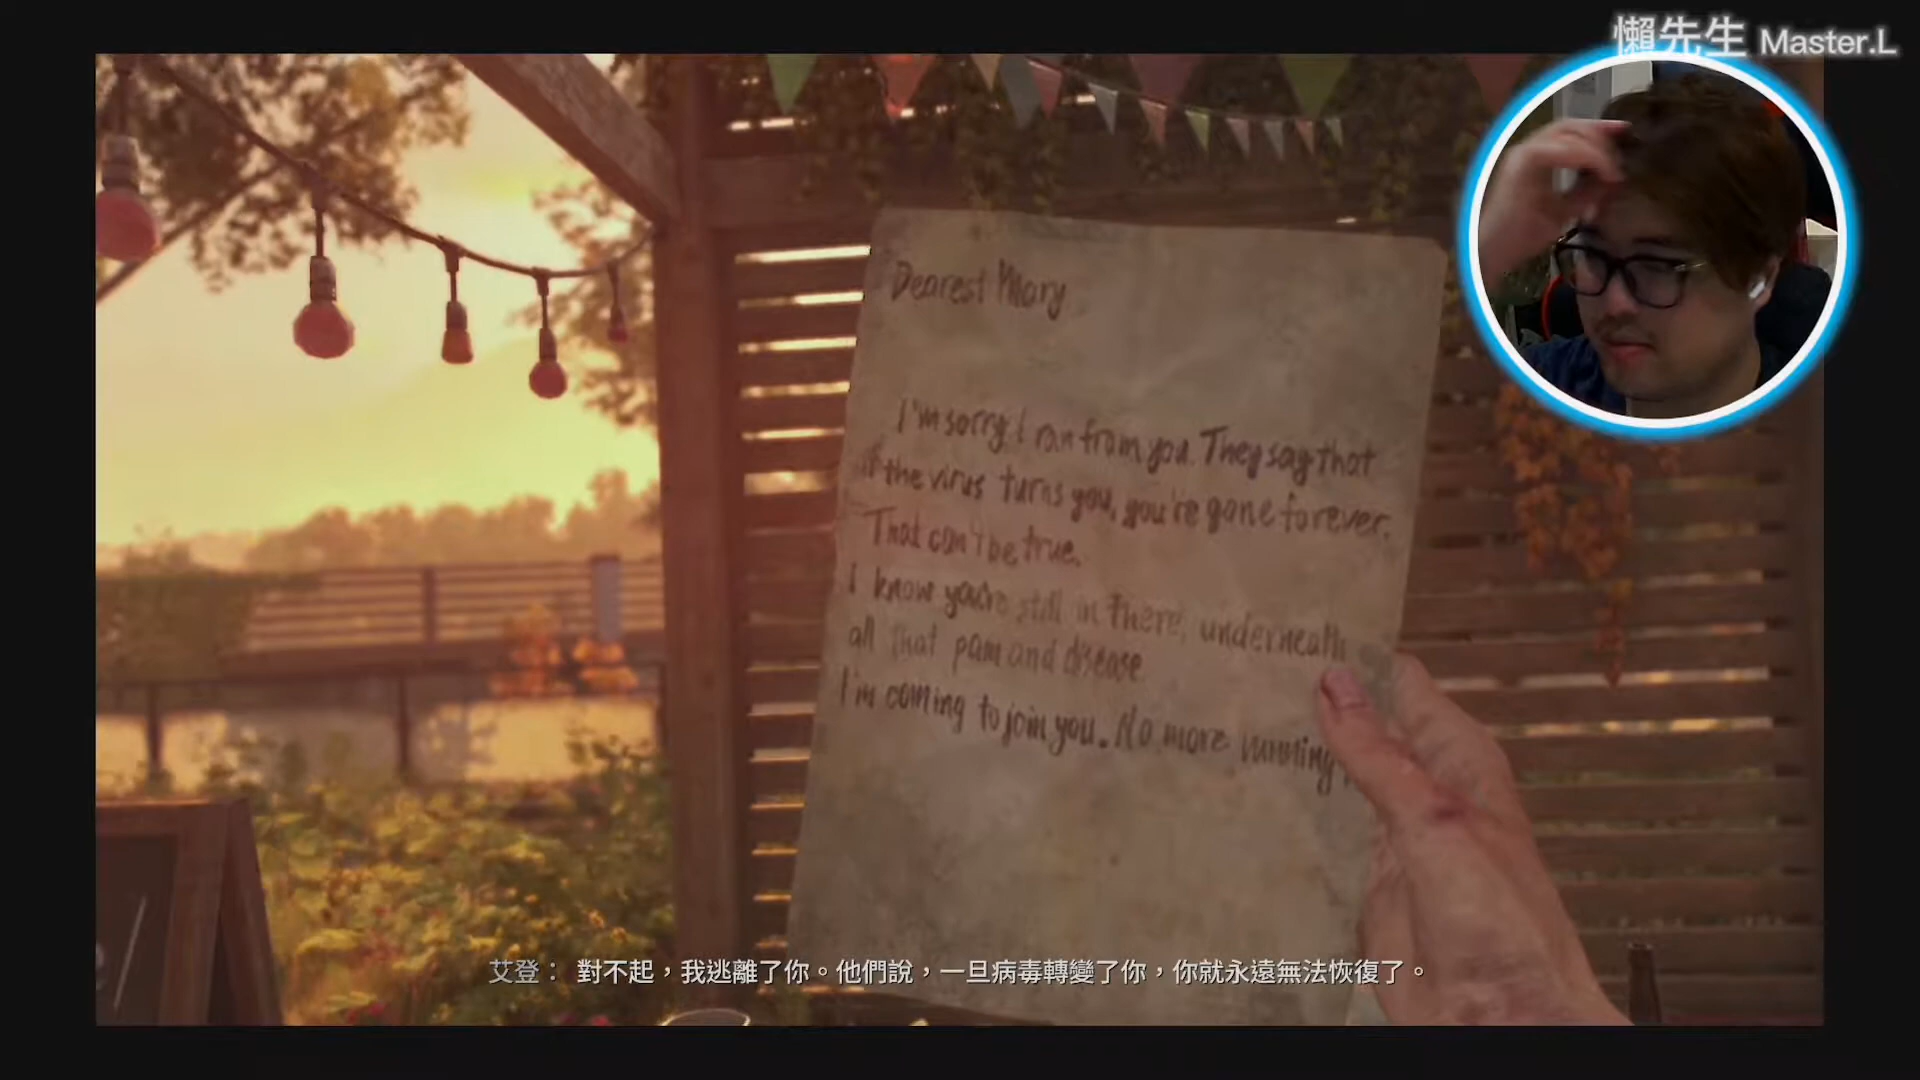 懶先生 Master.L
Dearest Mary
I'm sorry I ran from you. They say that
if the virus turns you, you're gone forever.
That can't be true.
I know you're still in there, underneath
all that pain and disease
I'm coming to join you. No more running
艾登： 對不起，我逃離了你。他們說，一旦病毒轉變了你，你就永遠無法恢復了。